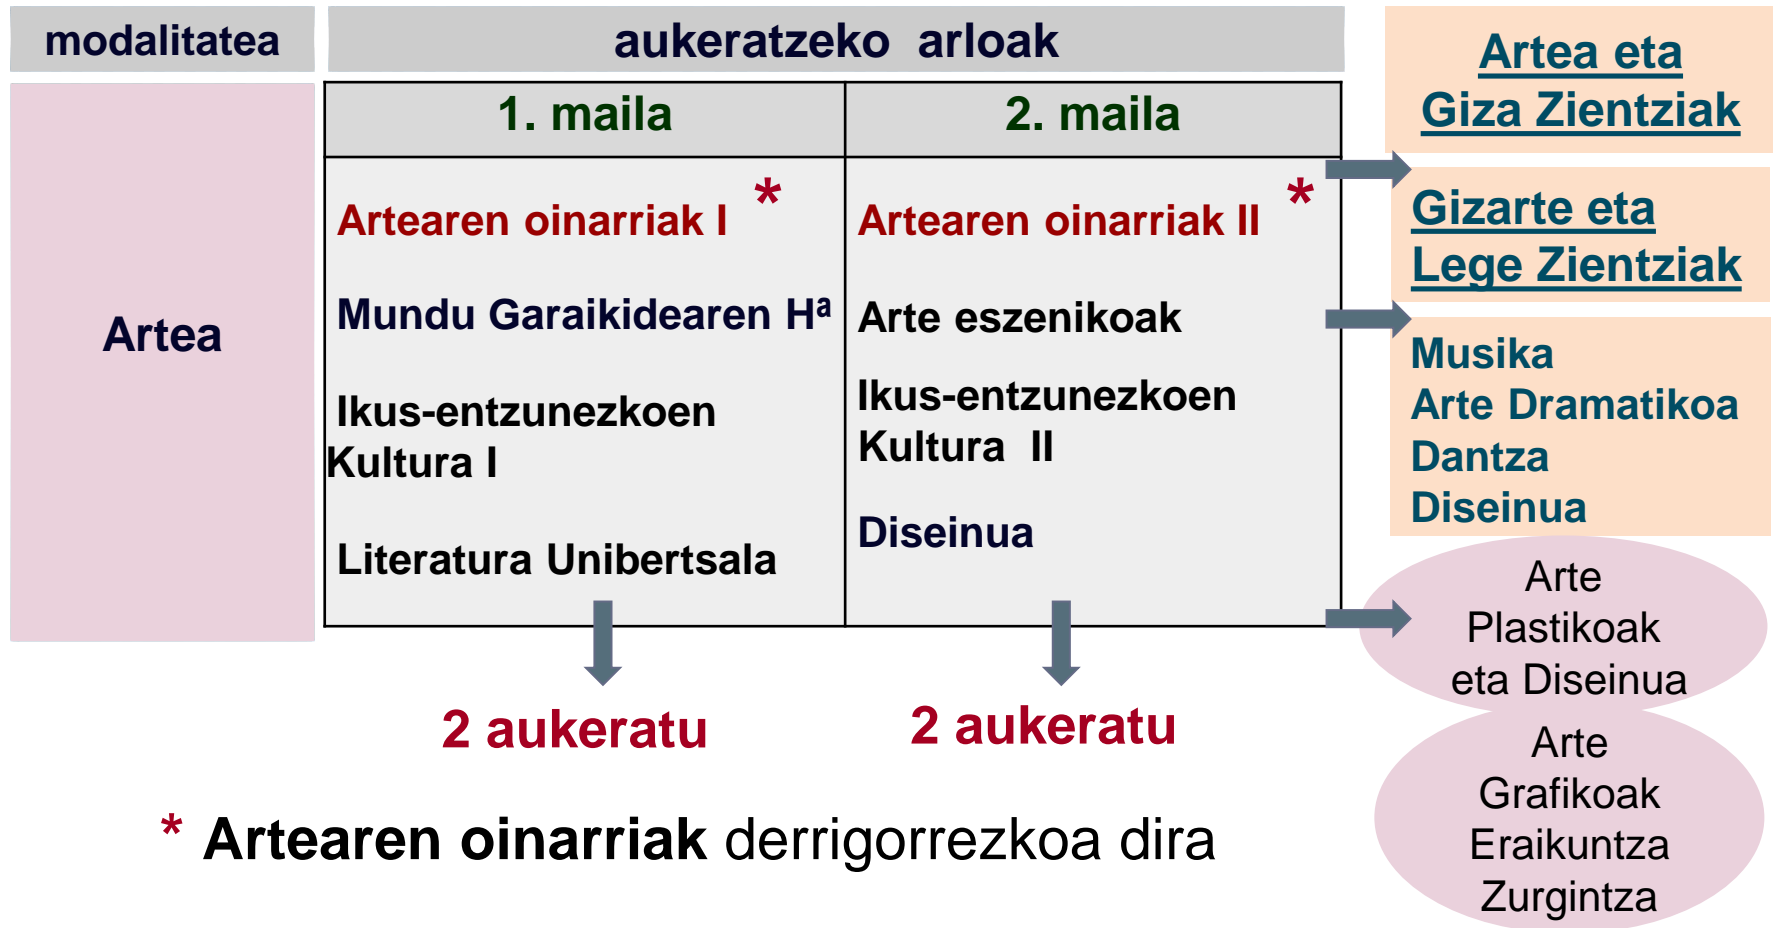 modalitatea
aukeratzeko arloak
1. maila
2. maila
Artea
Artearen oinarriak I *
Mundu Garaikidearen Hª
Ikus-entzunezkoen
Kultura I
Literatura Unibertsala
Artearen oinarriak II *
Arte eszenikoak
Ikus-entzunezkoen
Kultura II
Diseinua
2 aukeratu
2 aukeratu
* Artearen oinarriak derrigorrezkoa dira
Artea eta
Giza Zientziak
Gizarte eta
Lege Zientziak
Musika
Arte Dramatikoa
Dantza
Diseinua
Arte
Plastikoak
eta Diseinua
Arte
Grafikoak
Eraikuntza
Zurgintza